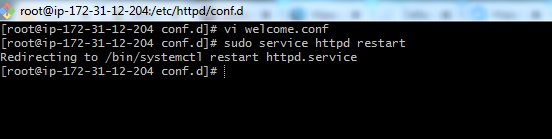 root@ip-172-31-12-204:/etc/httpd/conf.d
[root@ip-172-31-12-204 conf.d]# vi welcome.conf
[root@ip-172-31-12-204 conf.d]# sudo service httpd restart
Redirecting to /bin/systemctl restart httpd.service
[root@ip-172-31-12-204 conf.d]#